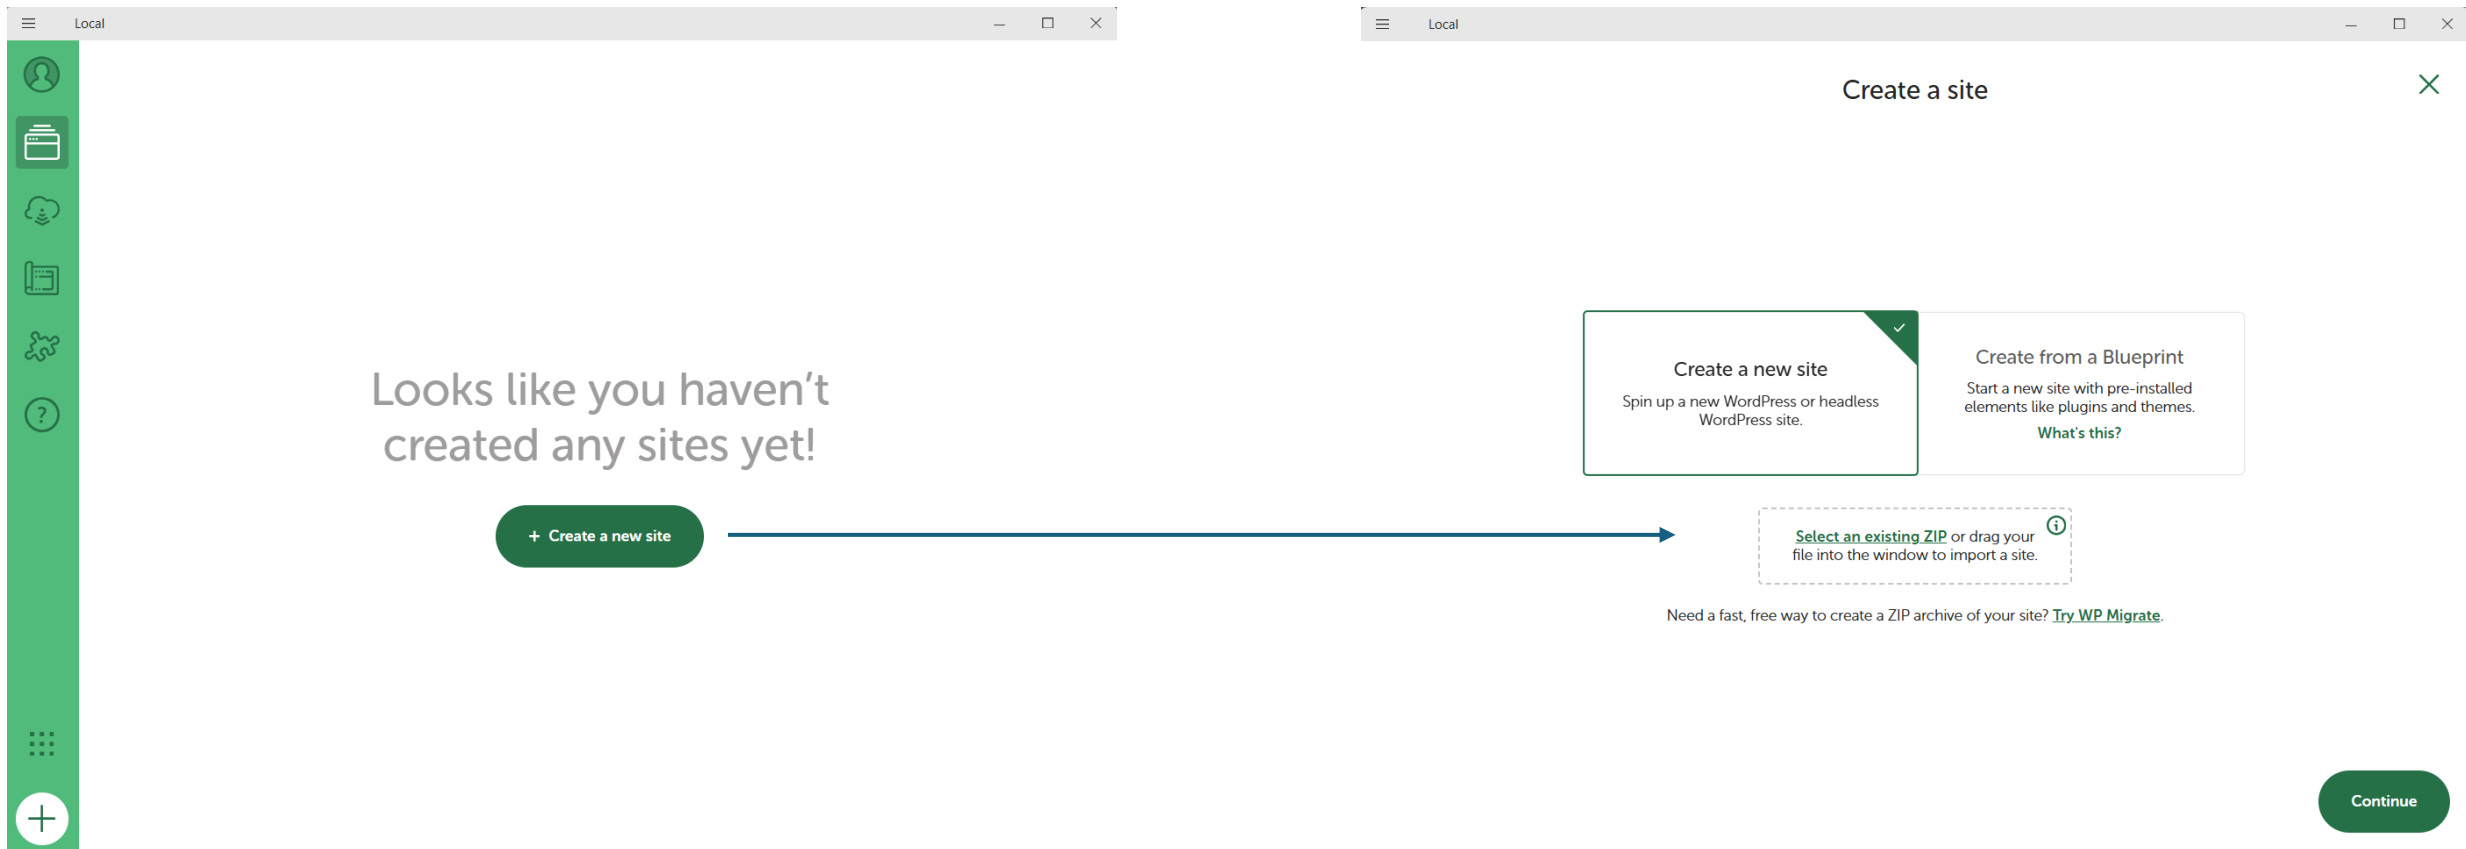 Local
Looks like you haven't
created any sites yet!
+ Create a new site
Local
Create a site
Create a new site
Spin up a new WordPress or headless
WordPress site.
Create from a Blueprint
Start a new site with pre-installed
elements like plugins and themes.
What's this?
Select an existing ZIP or drag your
file into the window to import a site.
Need a fast, free way to create a ZIP archive of your site? Try WP Migrate.
Continue